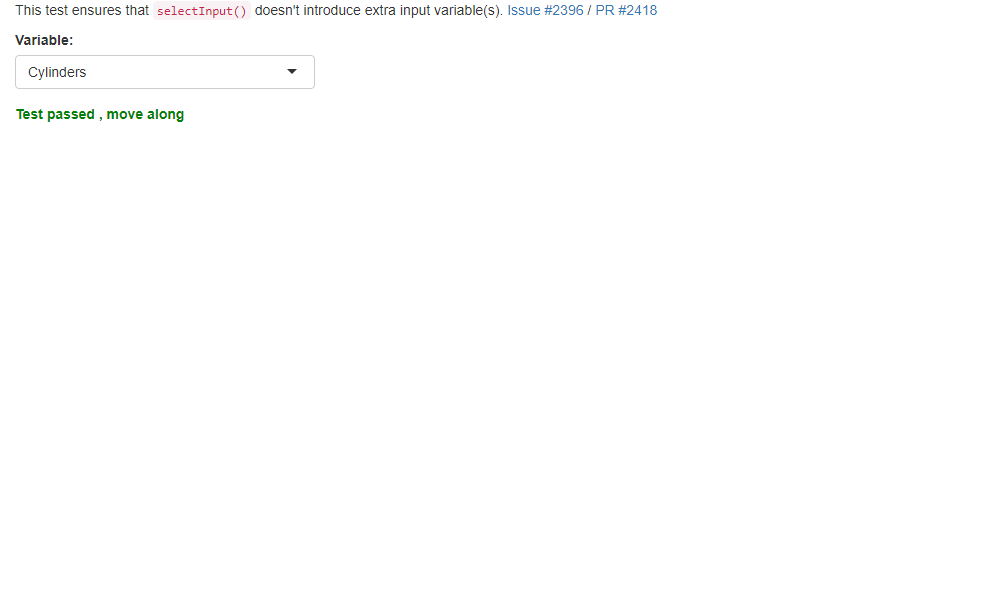 This test ensures that selectInput() doesn't introduce extra input variable(s). Issue #2396 / PR #2418
Variable:
Cylinders
Test passed , move along